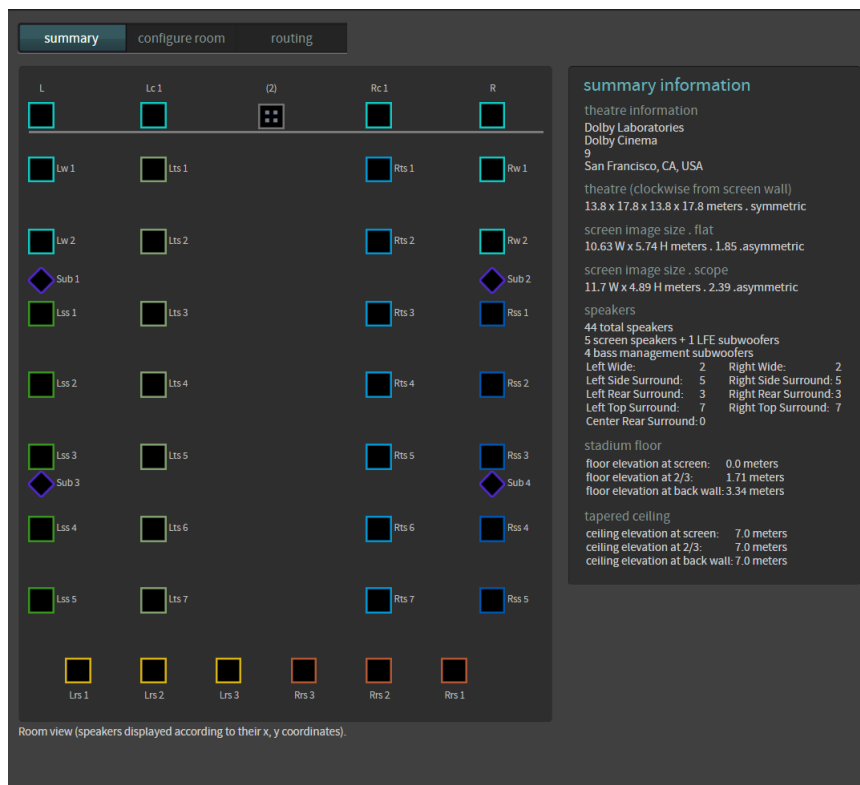 summary configure room routing
L Lc 1 (2) Rc 1 R
Lw 1 Lts 1 Rts 1 Rw 1
Lw 2 Lts 2 Rts 2 Rw 2
Sub 1 Sub 2
Lss 1 Lts 3 Rts 3 Rss 1
Lss 2 Lts 4 Rts 4 Rss 2
Lss 3 Lts 5 Rts 5 Rss 3
Sub 3 Sub 4
Lss 4 Lts 6 Rts 6 Rss 4
Lss 5 Lts 7 Rts 7 Rss 5
Lrs 1 Lrs 2 Lrs 3 Rrs 3 Rrs 2 Rrs 1
Room view (speakers displayed according to their x, y coordinates).
summary information
theatre information
Dolby Laboratories
Dolby Cinema
9
San Francisco, CA, USA
theatre (clockwise from screen wall)
13.8 x 17.8 x 13.8 x 17.8 meters . symmetric
screen image size . flat
10.63 W x 5.74 H meters . 1.85 .asymmetric
screen image size . scope
11.7 W x 4.89 H meters . 2.39 .asymmetric
speakers
44 total speakers
5 screen speakers + 1 LFE subwoofers
4 bass management subwoofers
Left Wide: 2 Right Wide: 2
Left Side Surround: 5 Right Side Surround: 5
Left Rear Surround: 3 Right Rear Surround: 3
Left Top Surround: 7 Right Top Surround: 7
Center Rear Surround: 0
stadium floor
floor elevation at screen: 0.0 meters
floor elevation at 2/3: 1.71 meters
floor elevation at back wall: 3.34 meters
tapered ceiling
ceiling elevation at screen: 7.0 meters
ceiling elevation at 2/3: 7.0 meters
ceiling elevation at back wall: 7.0 meters